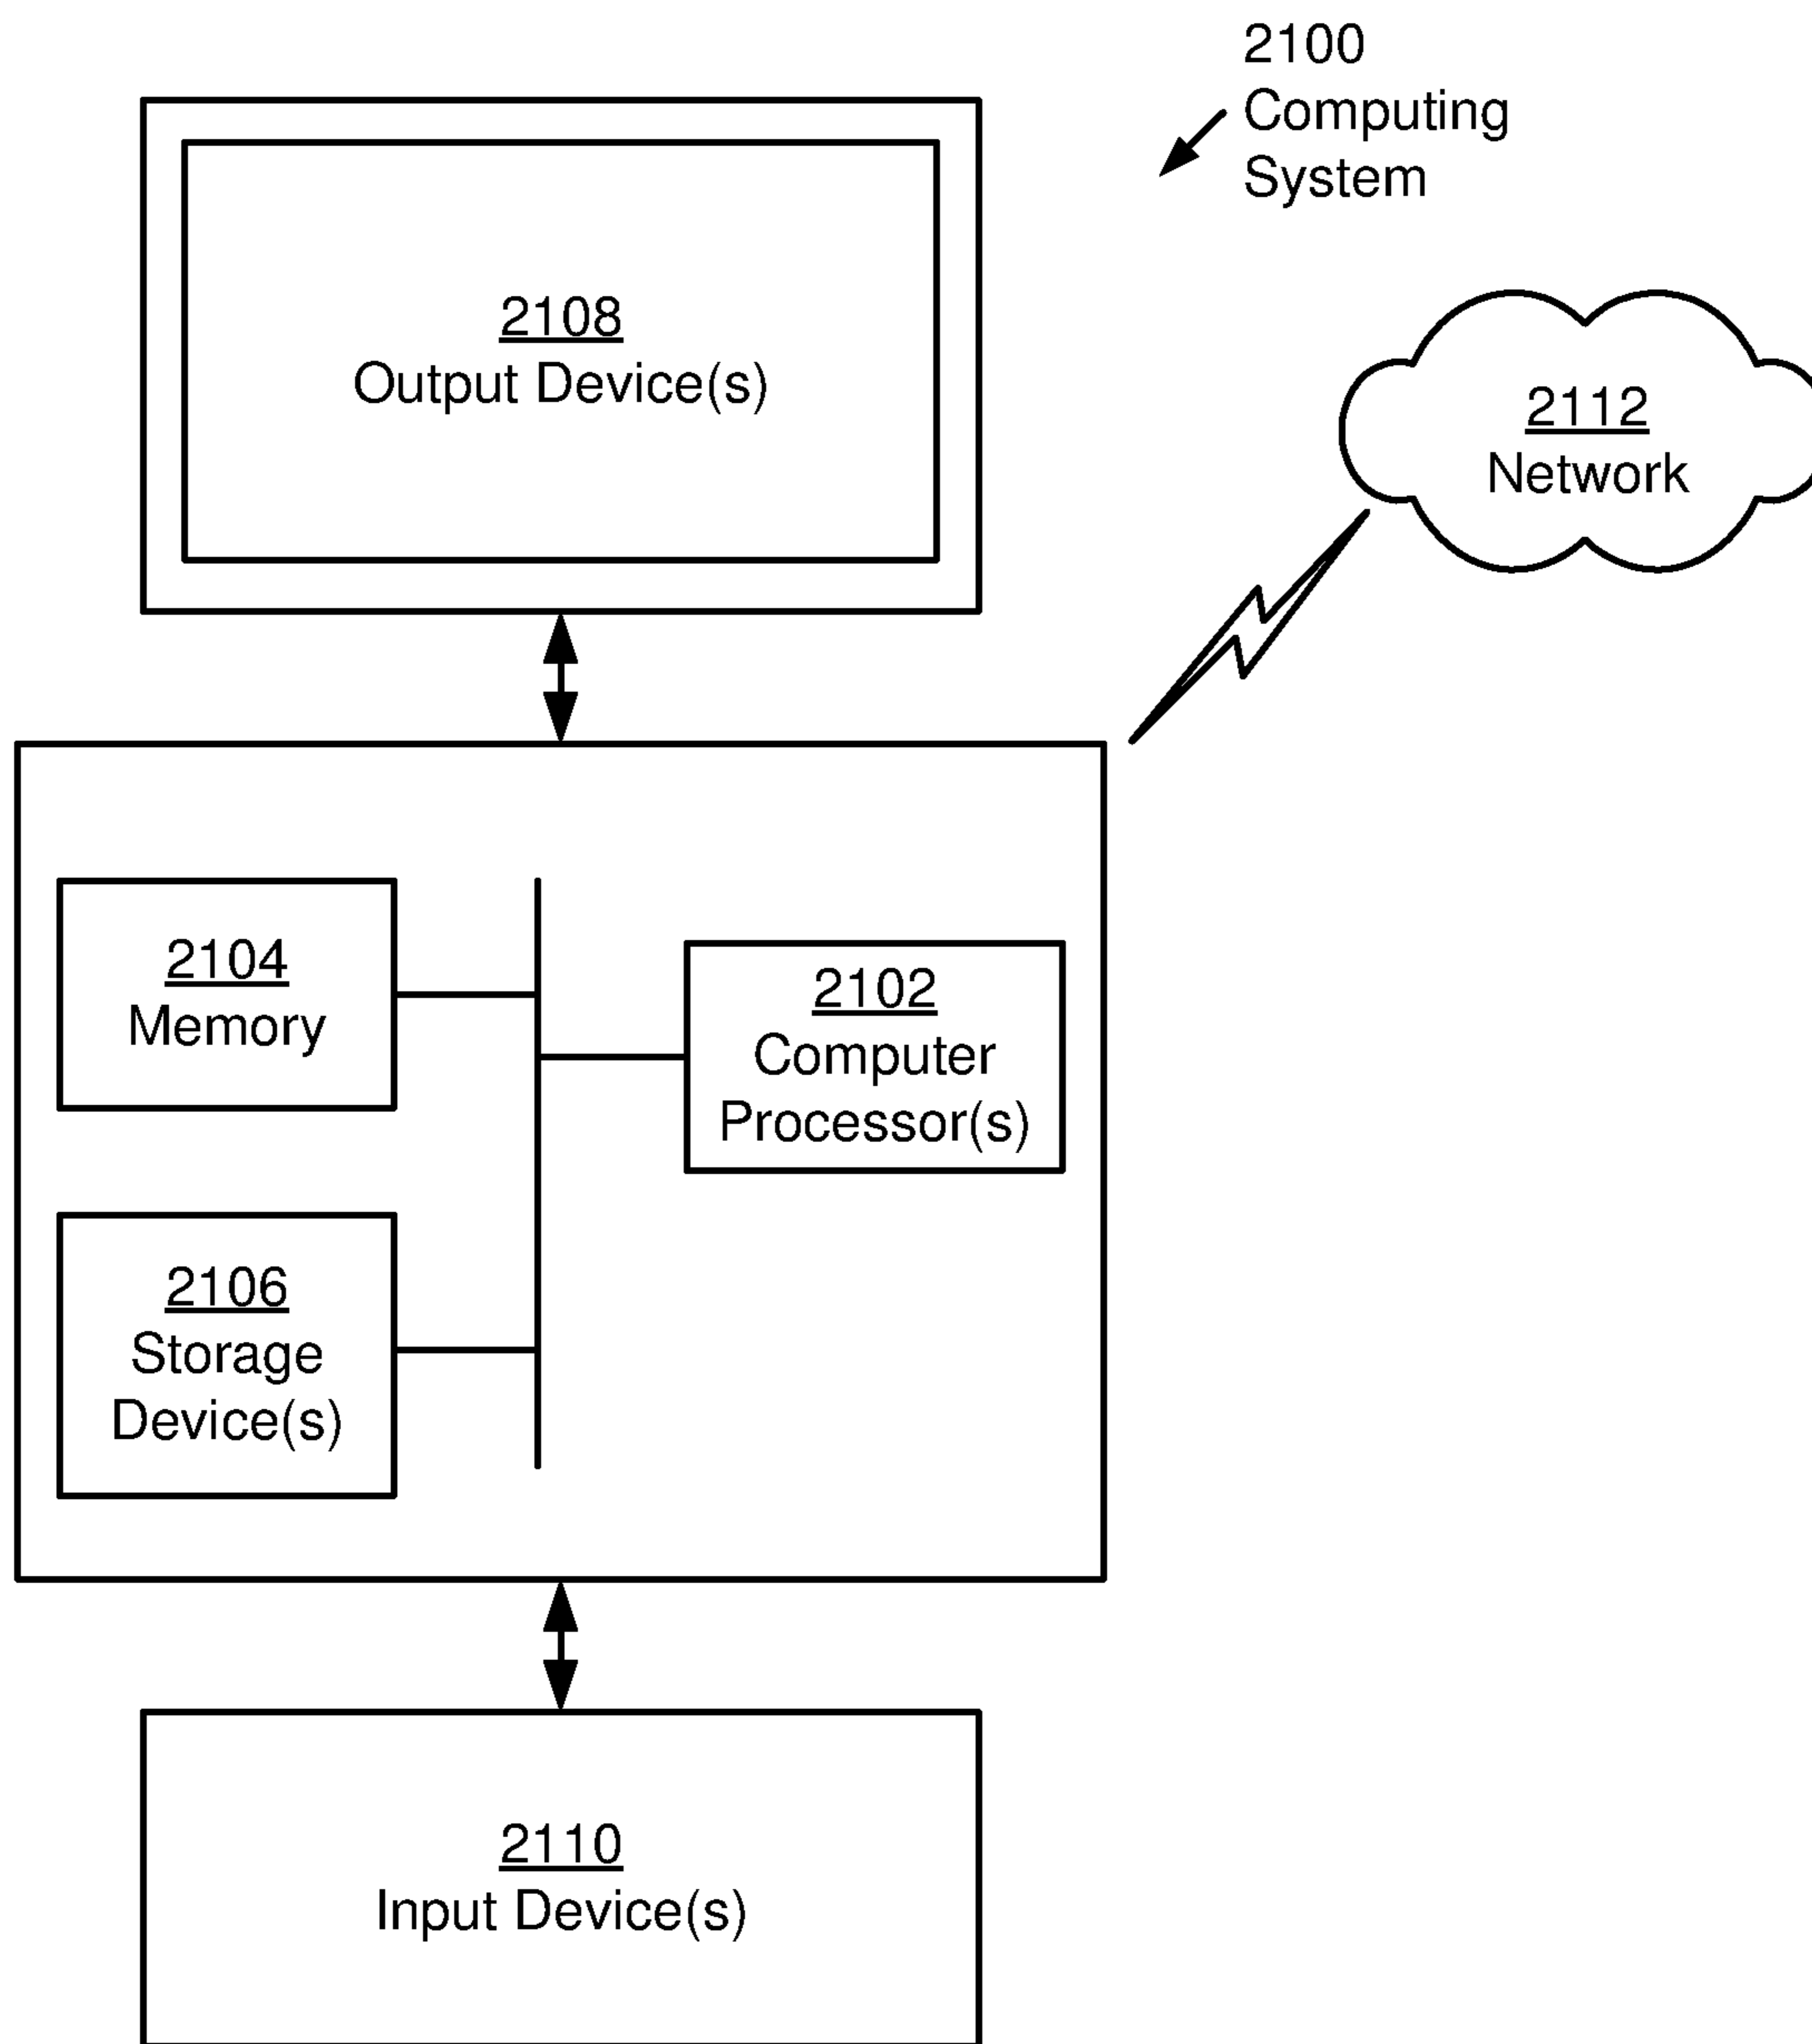 2100
Computing
System
2108
Output Device(s)
2112
Network
2104
Memory
2102
Computer
Processor(s)
2106
Storage
Device(s)
2110
Input Device(s)